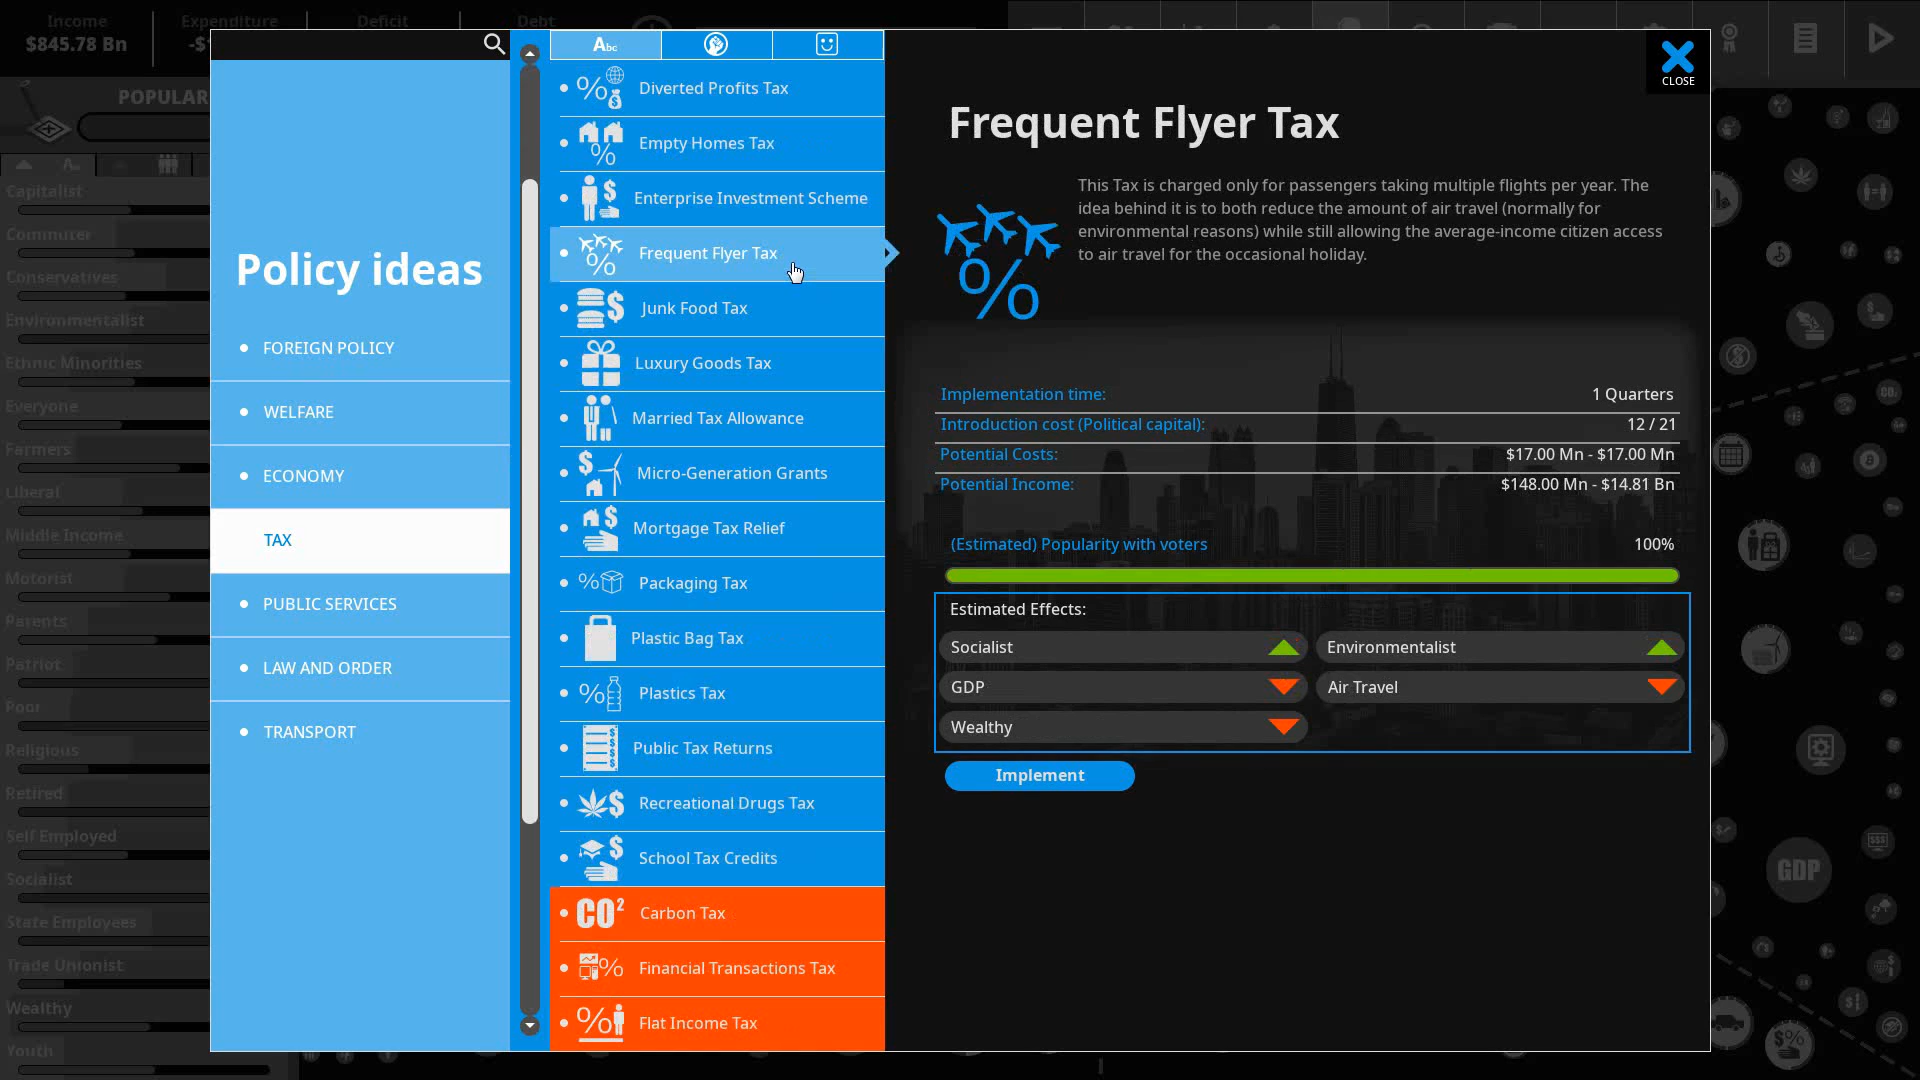 Income
Expenditure
Deficit
Debt
$845.78 Bn
-$
POPULAR
Capitalist
Commuter
Conservatives
Environmentalist
Ethnic Minorities
Everyone
Farmers
Liberal
Middle Income
Motorist
Parents
Patriot
Poor
Religious
Retired
Self Employed
Socialist
State Employees
Trade Unionist
Wealthy
Youth
Policy ideas
FOREIGN POLICY
WELFARE
ECONOMY
TAX
PUBLIC SERVICES
LAW AND ORDER
TRANSPORT
Abc
Diverted Profits Tax
Empty Homes Tax
Enterprise Investment Scheme
Frequent Flyer Tax
Junk Food Tax
Luxury Goods Tax
Married Tax Allowance
Micro-Generation Grants
Mortgage Tax Relief
Packaging Tax
Plastic Bag Tax
Plastics Tax
Public Tax Returns
Recreational Drugs Tax
School Tax Credits
CO² Carbon Tax
Financial Transactions Tax
Flat Income Tax
CLOSE
Frequent Flyer Tax
This Tax is charged only for passengers taking multiple flights per year. The
idea behind it is to both reduce the amount of air travel (normally for
environmental reasons) while still allowing the average-income citizen access
to air travel for the occasional holiday.
Implementation time: 1 Quarters
Introduction cost (Political capital): 12 / 21
Potential Costs: $17.00 Mn - $17.00 Mn
Potential Income: $148.00 Mn - $14.81 Bn
(Estimated) Popularity with voters 100%
Estimated Effects:
Socialist
Environmentalist
GDP
Air Travel
Wealthy
Implement
GDP